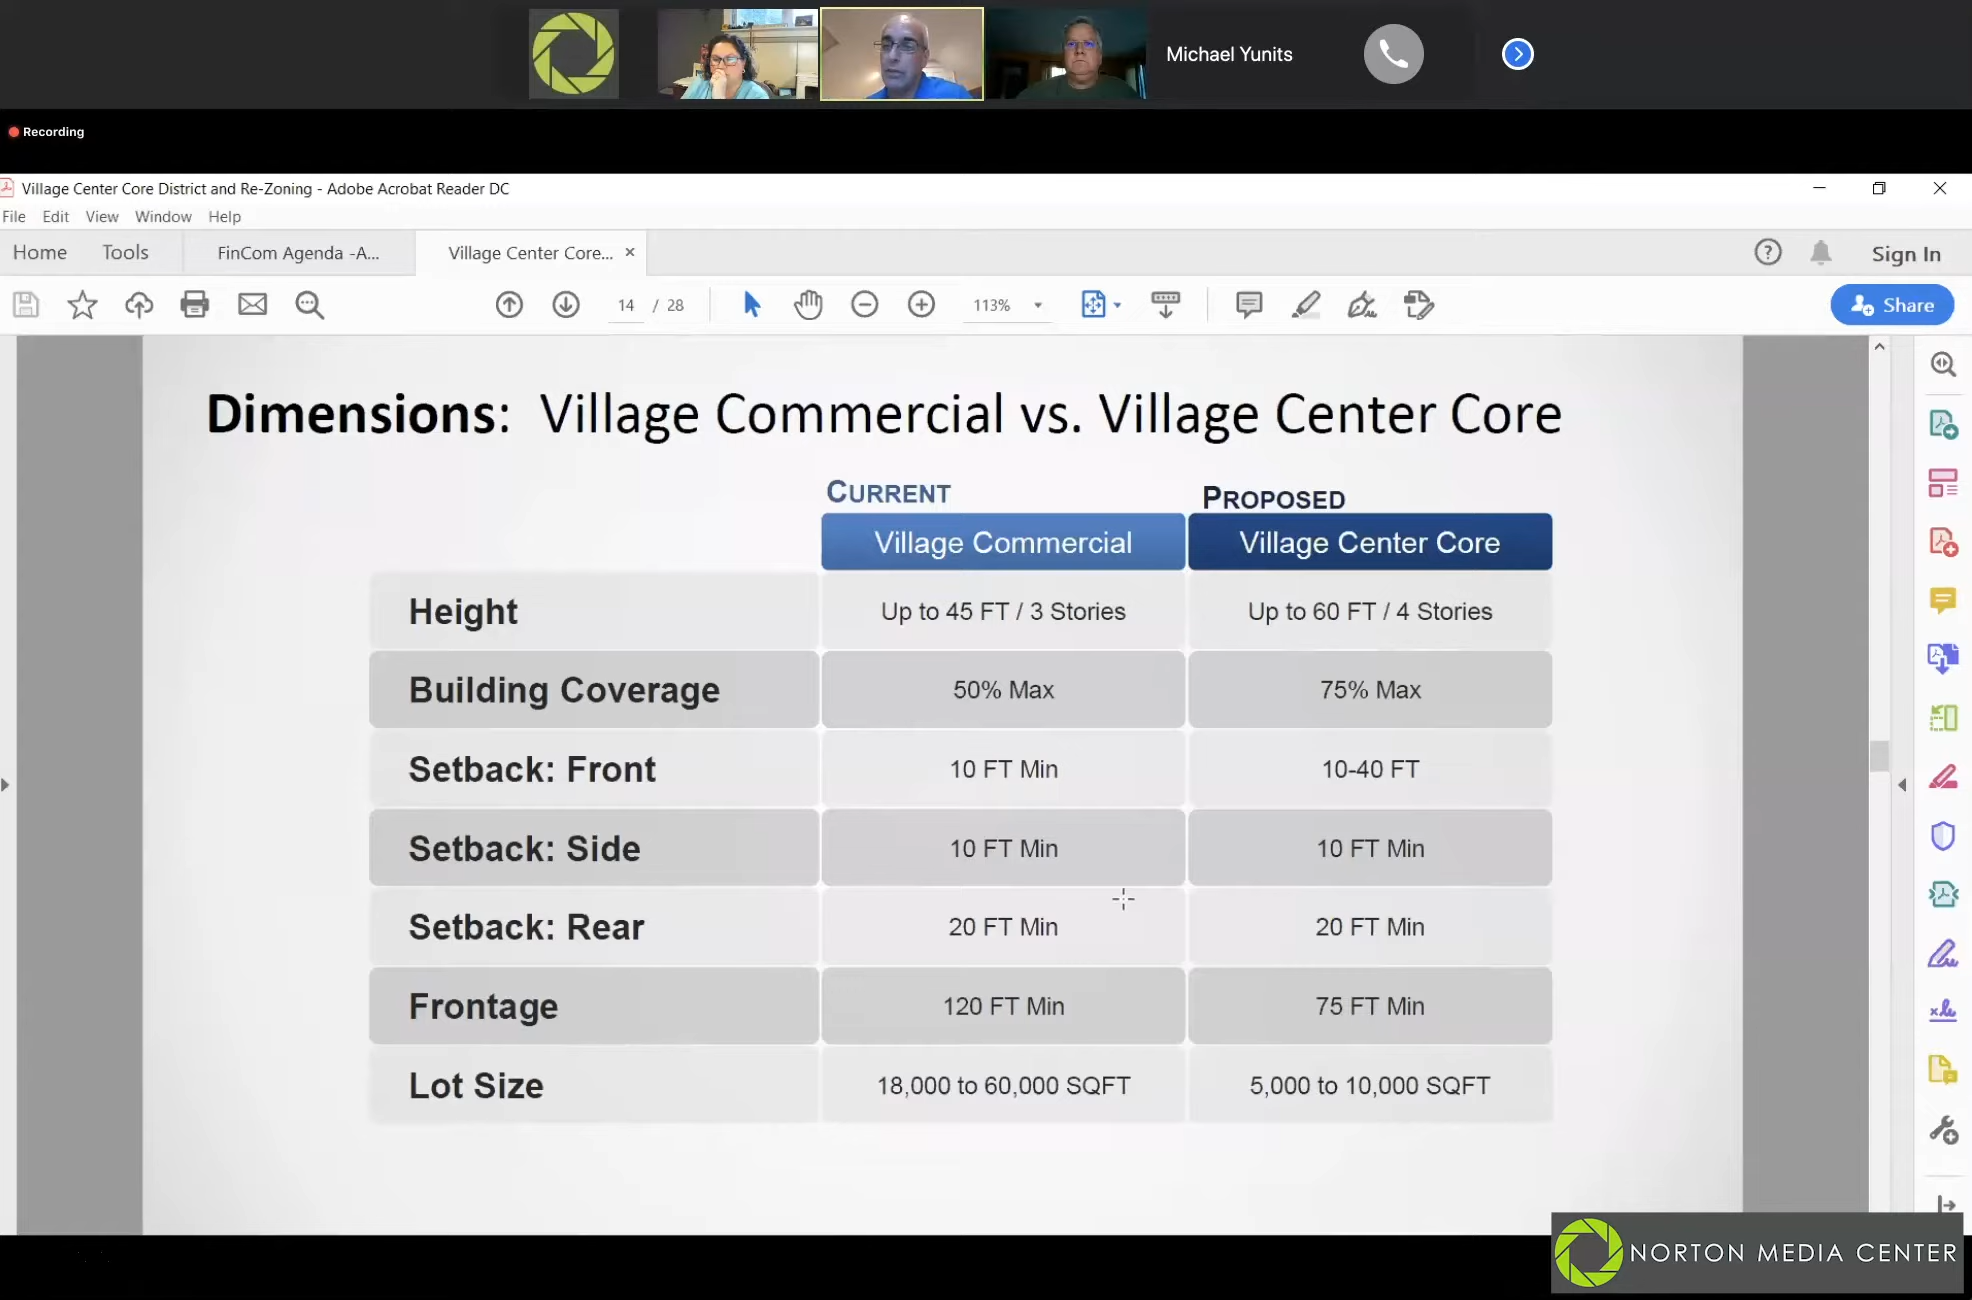 Michael Yunits
Recording
Village Center Core District and Re-Zoning - Adobe Acrobat Reader DC
File Edit View Window Help
Home Tools FinCom Agenda -A... Village Center Core... ×
? Sign In
14 / 28 113% Share
Dimensions: Village Commercial vs. Village Center Core
CURRENT PROPOSED
Village Commercial Village Center Core
Height Up to 45 FT / 3 Stories Up to 60 FT / 4 Stories
Building Coverage 50% Max 75% Max
Setback: Front 10 FT Min 10-40 FT
Setback: Side 10 FT Min 10 FT Min
Setback: Rear 20 FT Min 20 FT Min
Frontage 120 FT Min 75 FT Min
Lot Size 18,000 to 60,000 SQFT 5,000 to 10,000 SQFT
NORTON MEDIA CENTER